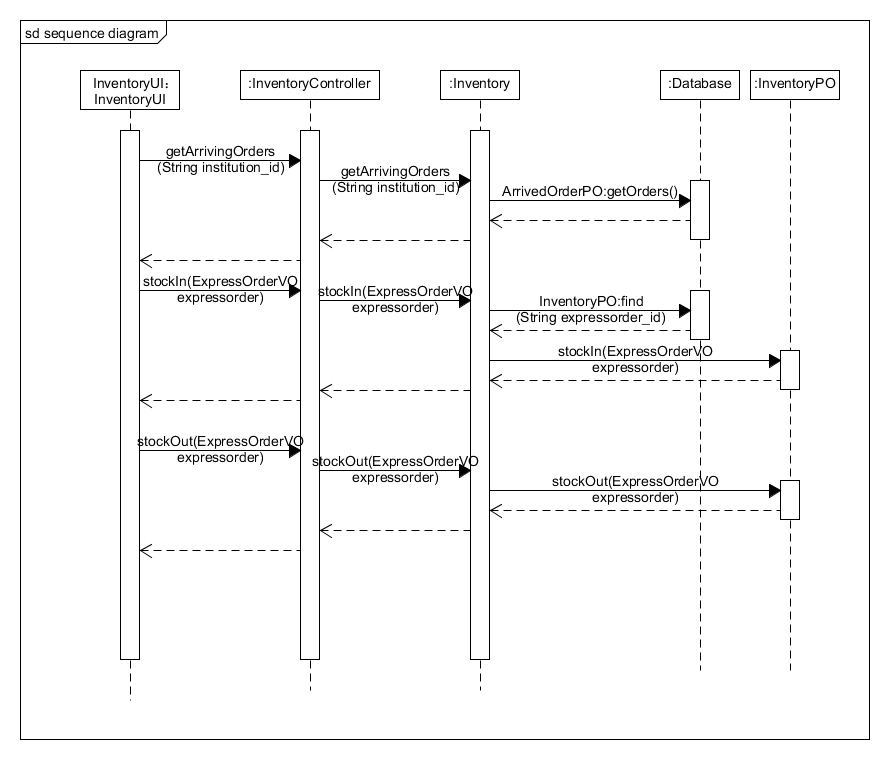 sd sequence diagram
InventoryUI：
InventoryUI
:InventoryController
:Inventory
:Database
:InventoryPO
getArrivingOrders
(String institution_id)
getArrivingOrders
(String institution_id)
ArrivedOrderPO:getOrders()
stockIn(ExpressOrderVO
expressorder)
stockIn(ExpressOrderVO
expressorder)
InventoryPO:find
(String expressorder_id)
stockIn(ExpressOrderVO
expressorder)
stockOut(ExpressOrderVO
expressorder)
stockOut(ExpressOrderVO
expressorder)
stockOut(ExpressOrderVO
expressorder)